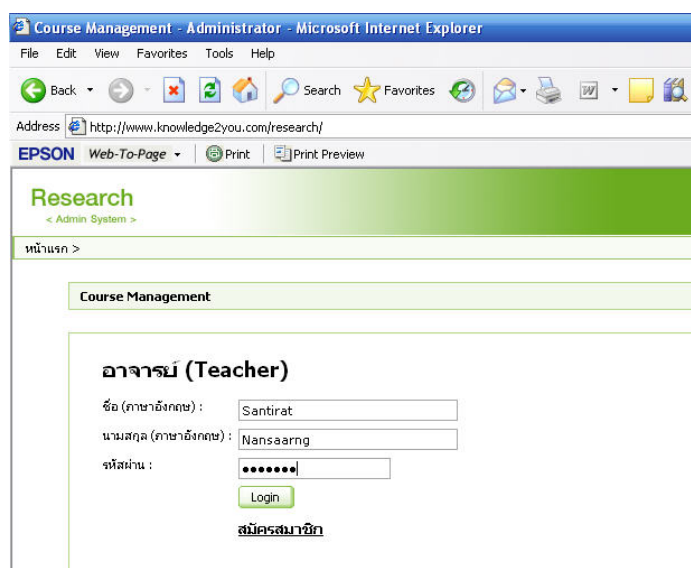 Course Management - Administrator - Microsoft Internet Explorer
File Edit View Favorites Tools Help
Back Search Favorites
Address http://www.knowledge2you.com/research/
EPSON Web-To-Page Print Print Preview
Research
< Admin System >
หน้าแรก >
Course Management
อาจารย์ (Teacher)
ชื่อ (ภาษาอังกฤษ) : Santirat
นามสกุล (ภาษาอังกฤษ) : Nansaarng
รหัสผ่าน : •••••••
Login
สมัครสมาชิก